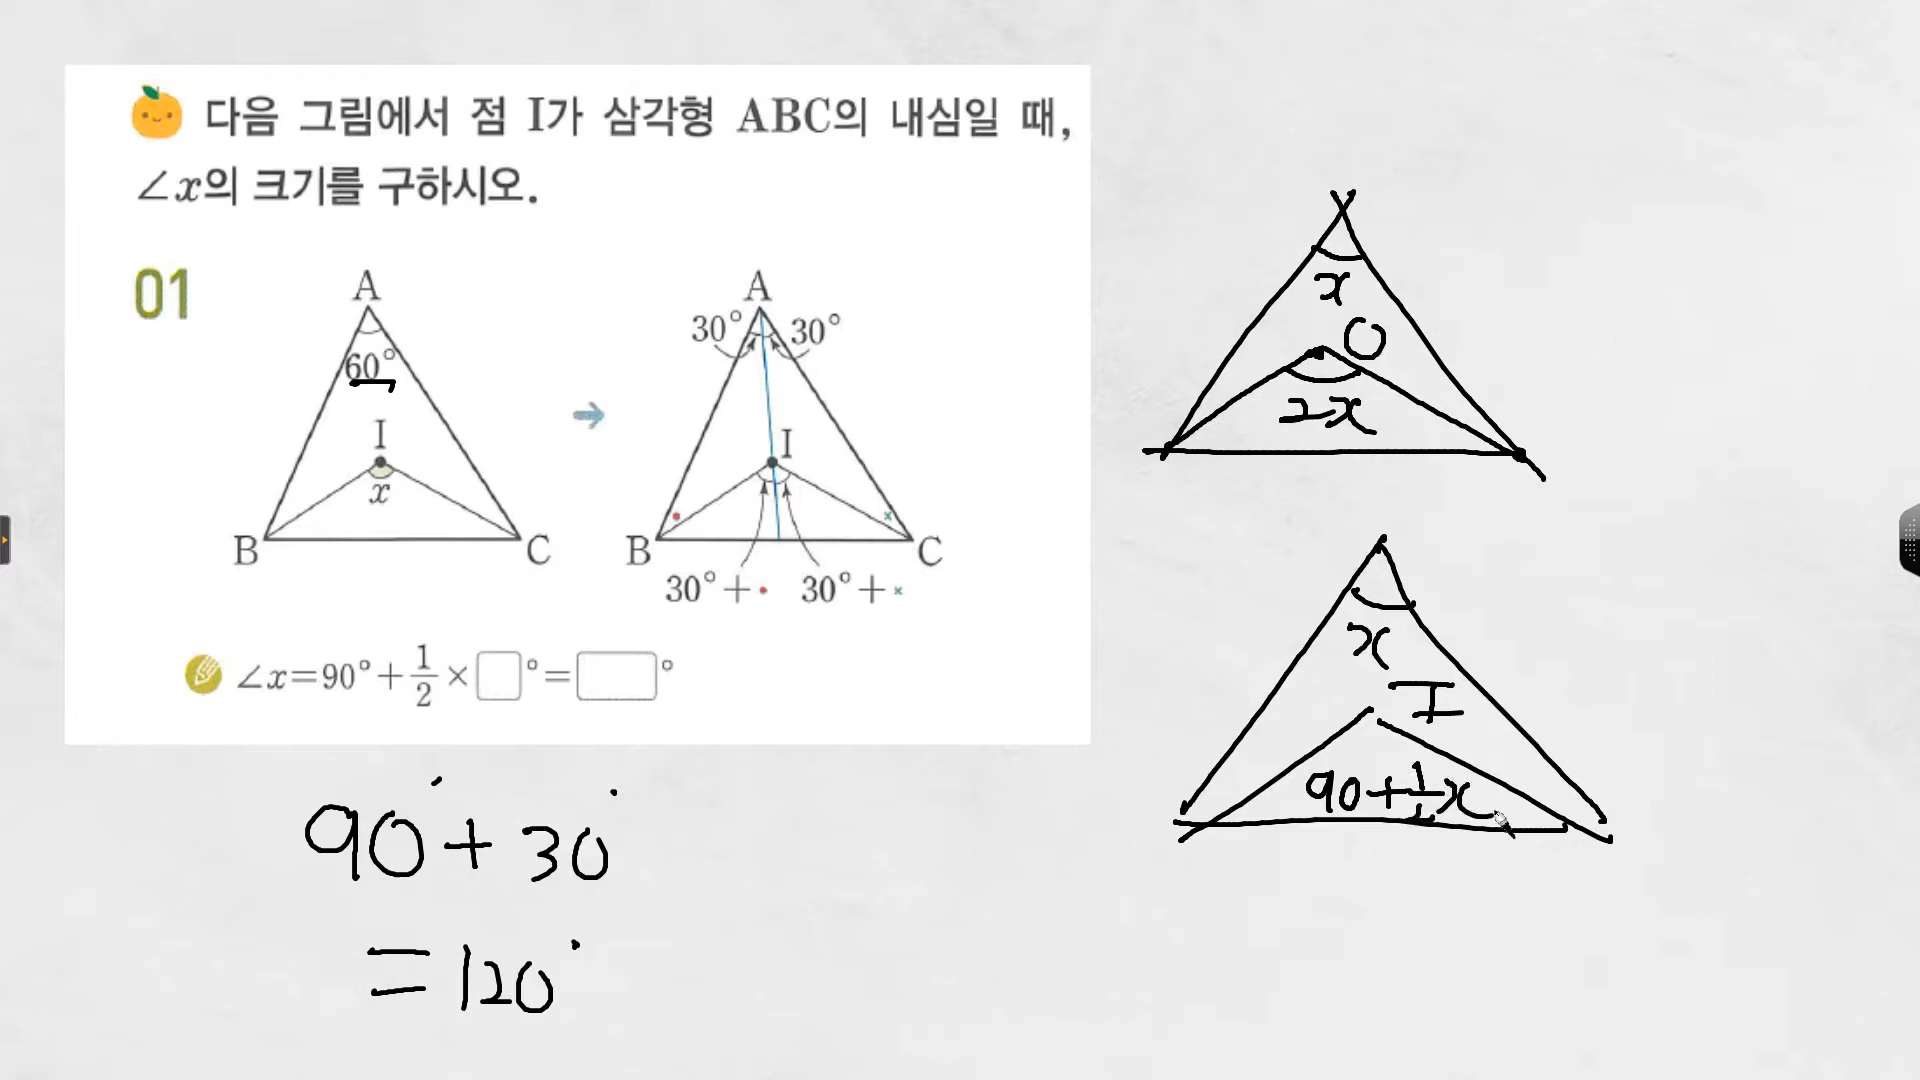 다음 그림에서 점 I가 삼각형 ABC의 내심일 때,
∠x의 크기를 구하시오.
01
A
60°
I
x
B
C
→
A
30°
30°
I
B
C
30°+•
30°+×
∠x=90°+1/2×□°=□°
90°+30°
=120°
x
O
2x
x
I
90+1/2x